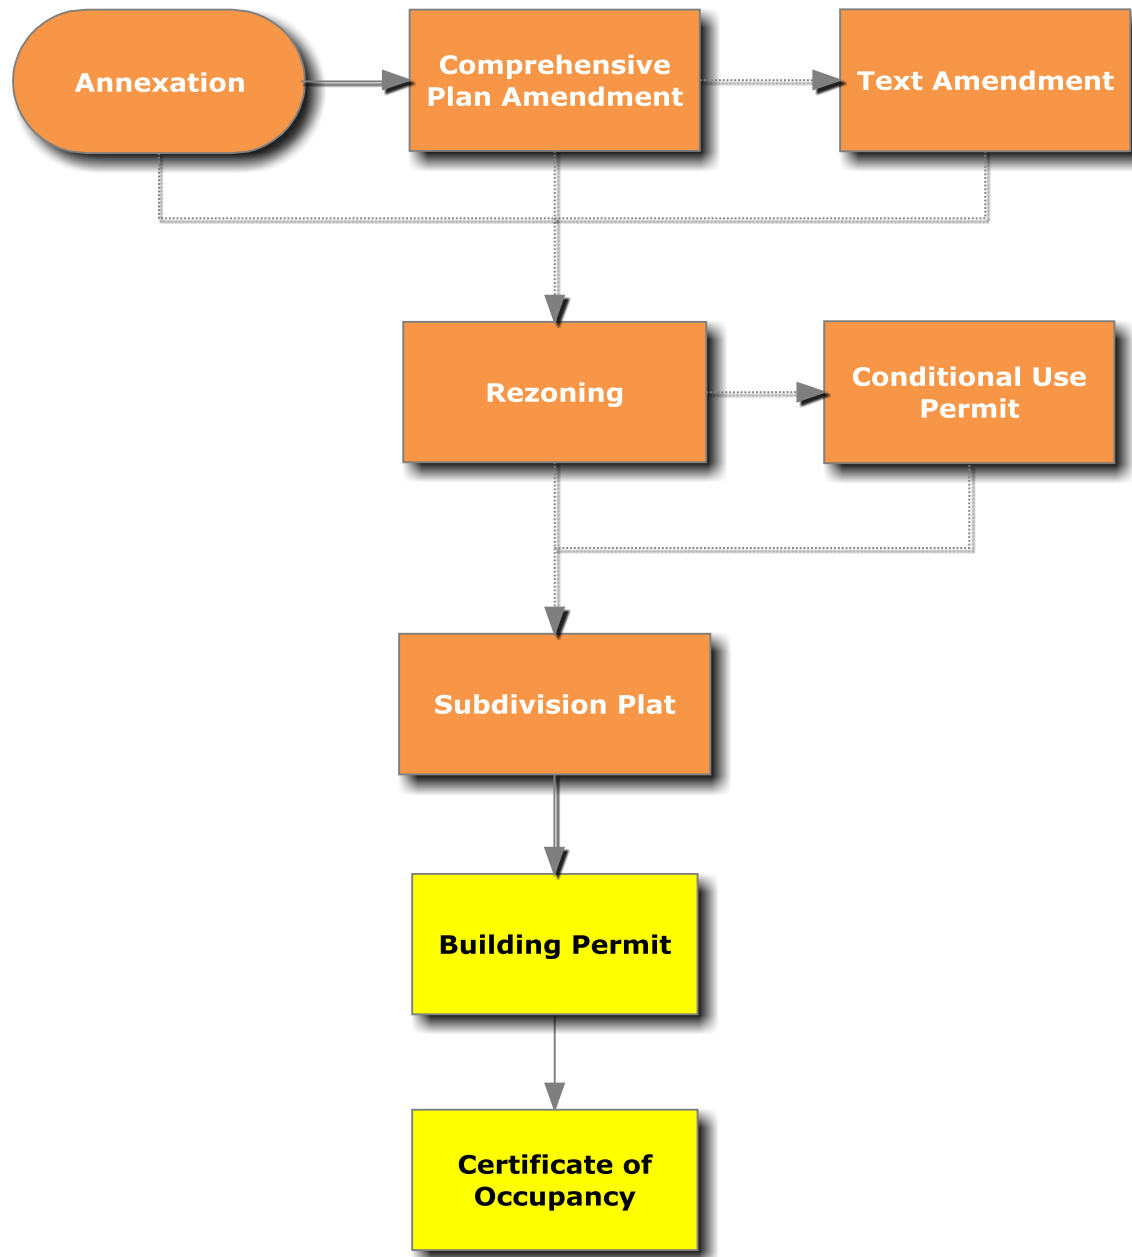 Annexation
Comprehensive
Plan Amendment
Text Amendment
Rezoning
Conditional Use
Permit
Subdivision Plat
Building Permit
Certificate of
Occupancy